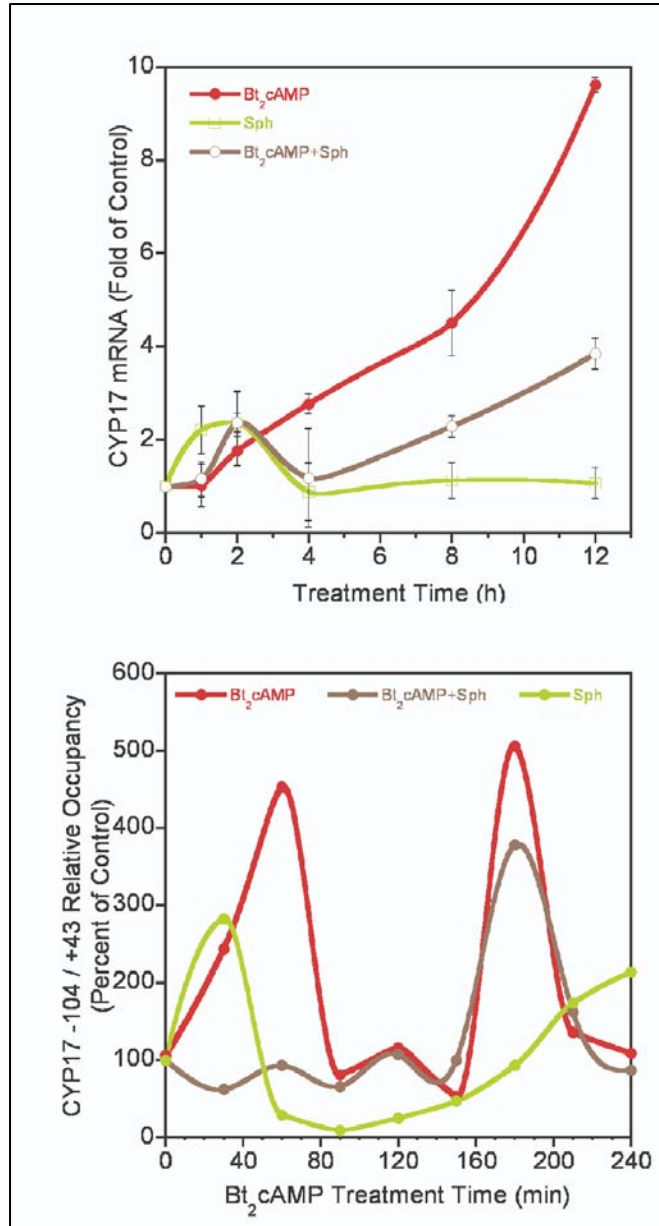 10
8
6
4
2
0
CYP17 mRNA (Fold of Control)
Bt2cAMP
Sph
Bt2cAMP+Sph
0 2 4 6 8 10 12
Treatment Time (h)
600
500
400
300
200
100
0
CYP17 -104 / +43 Relative Occupancy
(Percent of Control)
Bt2cAMP Bt2cAMP+Sph Sph
0 40 80 120 160 200 240
Bt2cAMP Treatment Time (min)